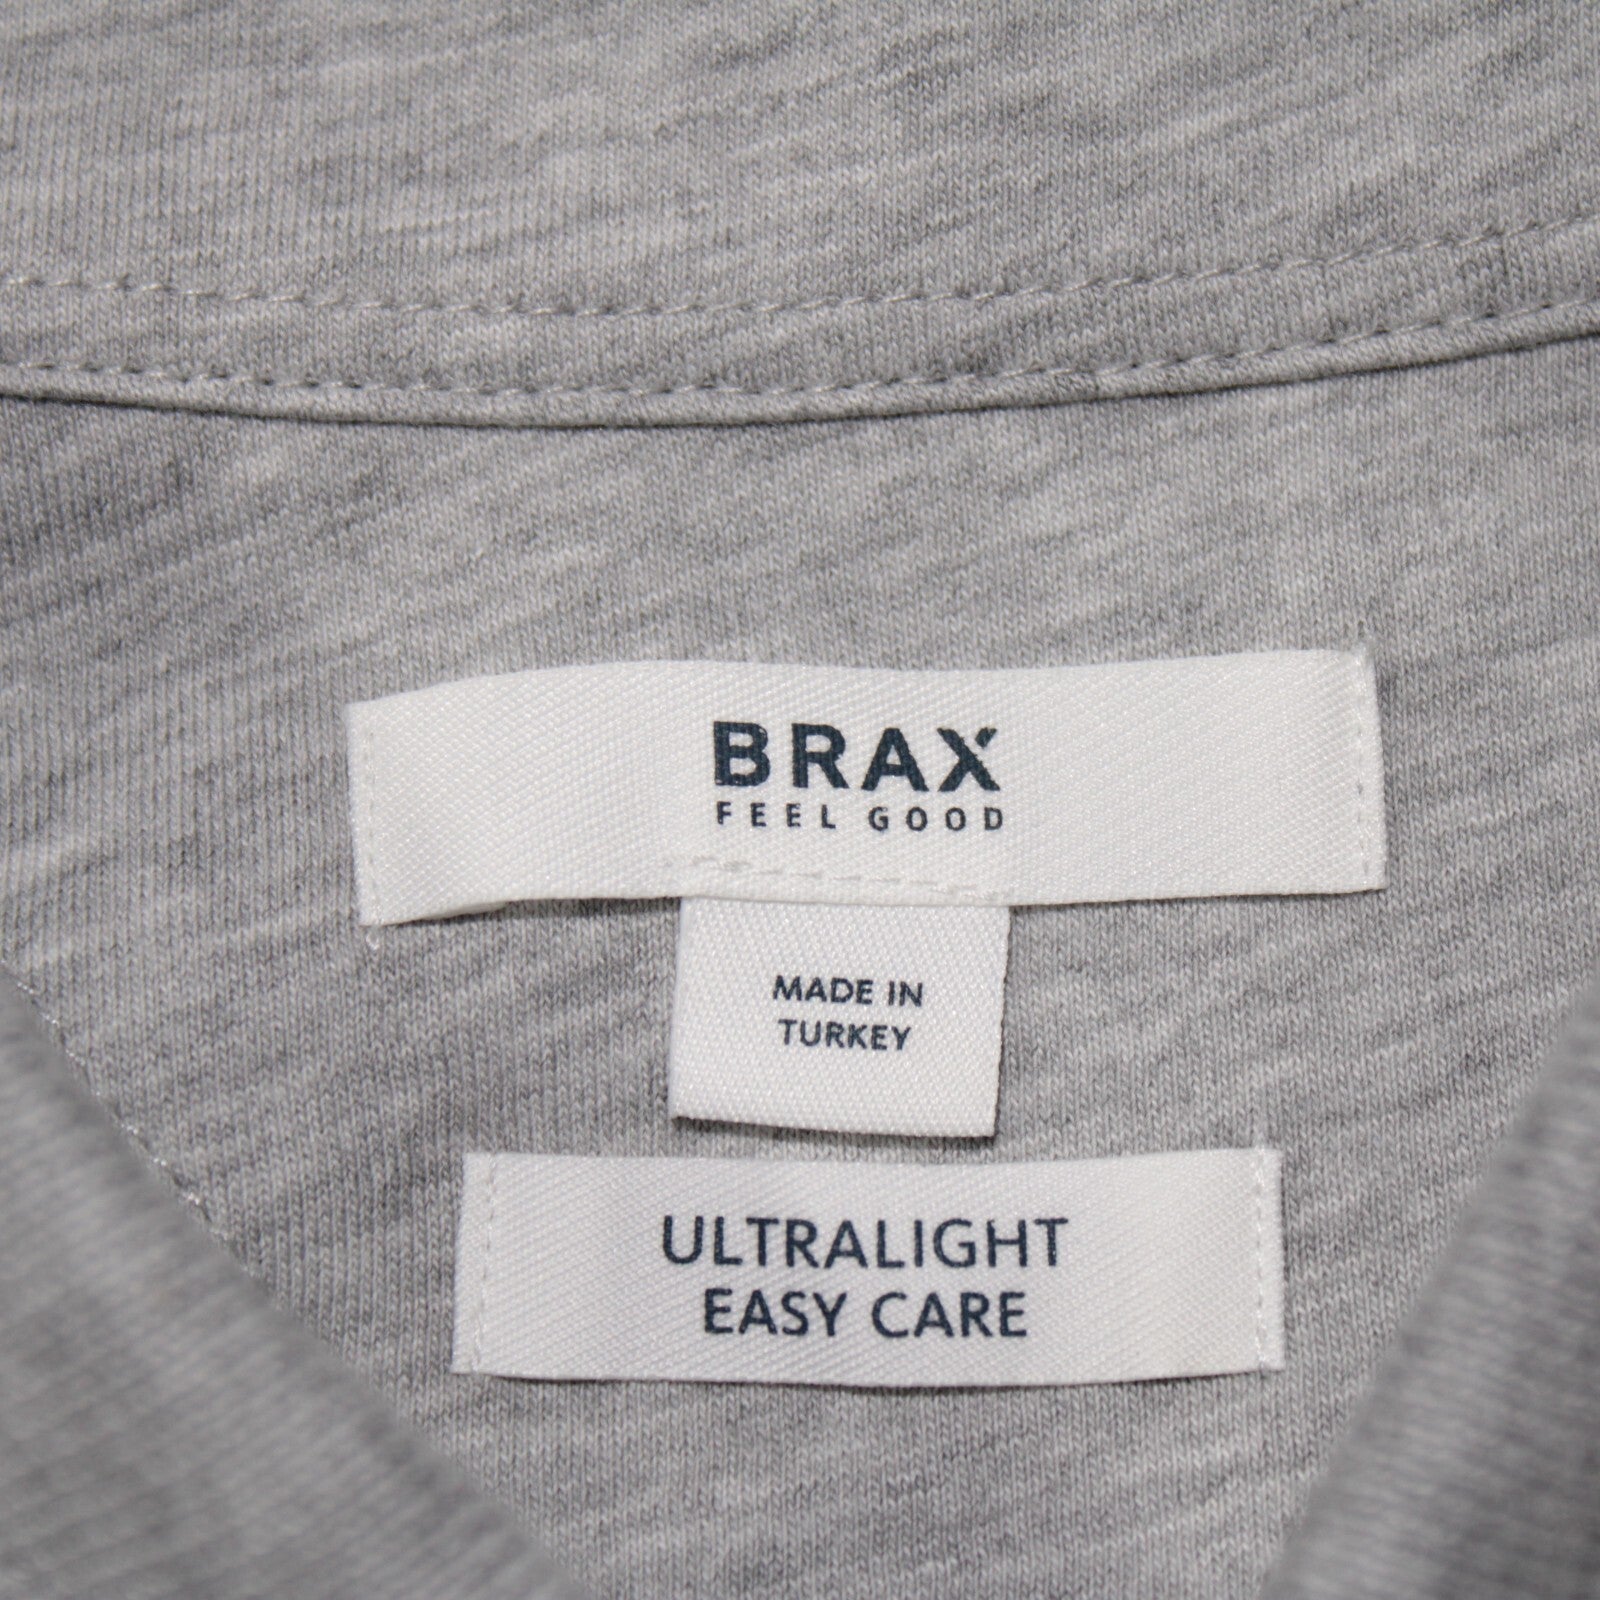 BRAX
FEEL GOOD
MADE IN
TURKEY
ULTRALIGHT
EASY CARE